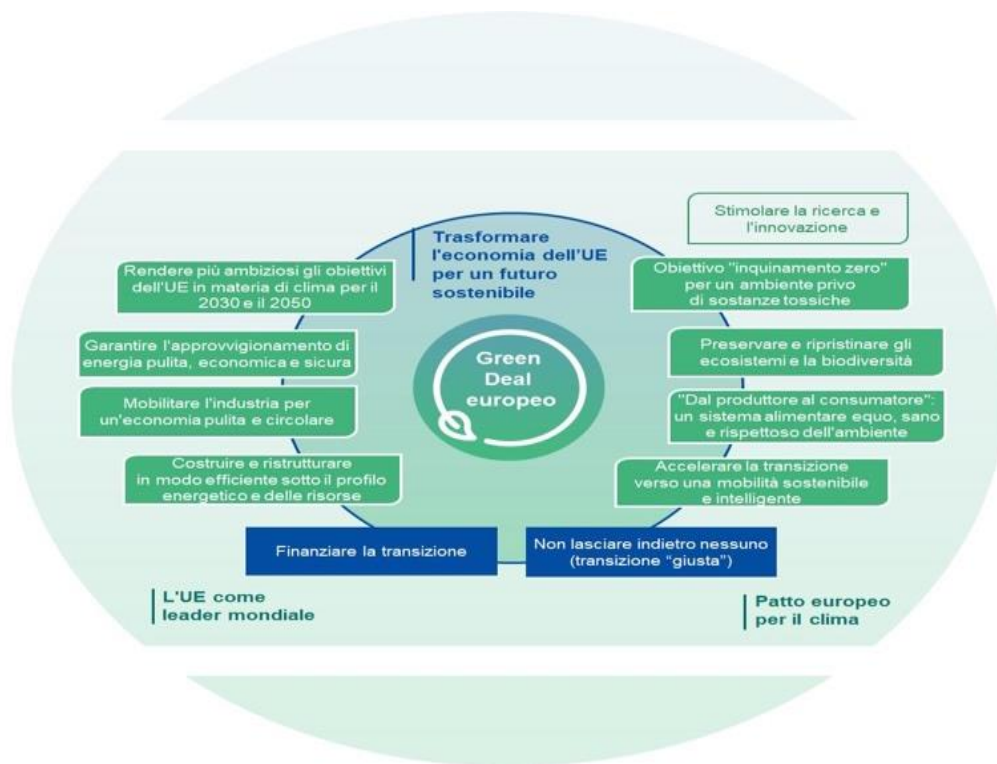 Trasformare
l'economia dell'UE
per un futuro
sostenibile
Stimolare la ricerca e
l'innovazione
Rendere più ambiziosi gli obiettivi
dell'UE in materia di clima per il
2030 e il 2050
Garantire l'approvvigionamento di
energia pulita, economica e sicura
Mobilitare l'industria per
un'economia pulita e circolare
Costruire e ristrutturare
in modo efficiente sotto il profilo
energetico e delle risorse
Green
Deal
europeo
Obiettivo "inquinamento zero"
per un ambiente privo
di sostanze tossiche
Preservare e ripristinare gli
ecosistemi e la biodiversità
"Dal produttore al consumatore":
un sistema alimentare equo, sano
e rispettoso dell'ambiente
Accelerare la transizione
verso una mobilità sostenibile
e intelligente
Finanziare la transizione
Non lasciare indietro nessuno
(transizione "giusta")
L'UE come
leader mondiale
Patto europeo
per il clima